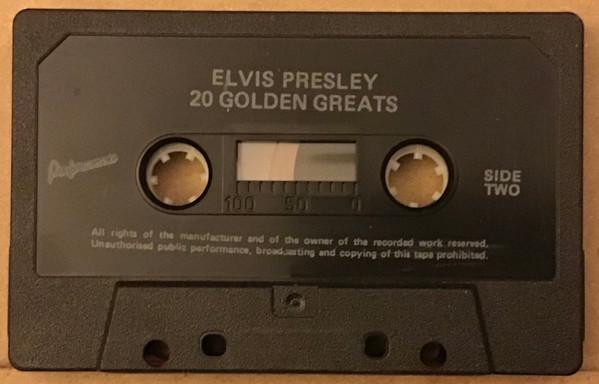 ELVIS PRESLEY
20 GOLDEN GREATS
Performance
SIDE
TWO
100 50 0
All rights of the manufacturer and of the owner of the recorded work reserved.
Unauthorised public performance, broadcasting and copying of this tape prohibited.